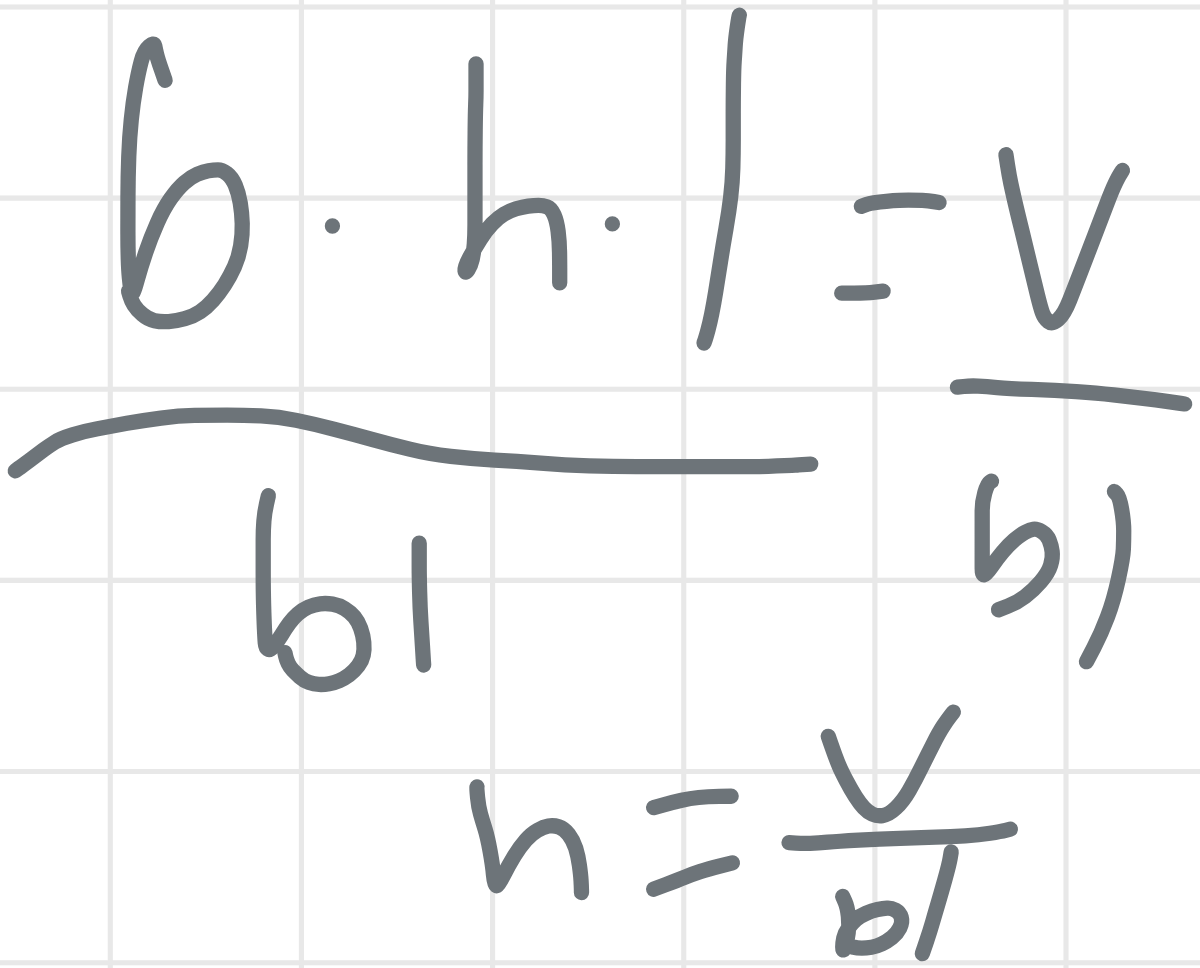 b · h · l = V
bl bl
h = V
bl